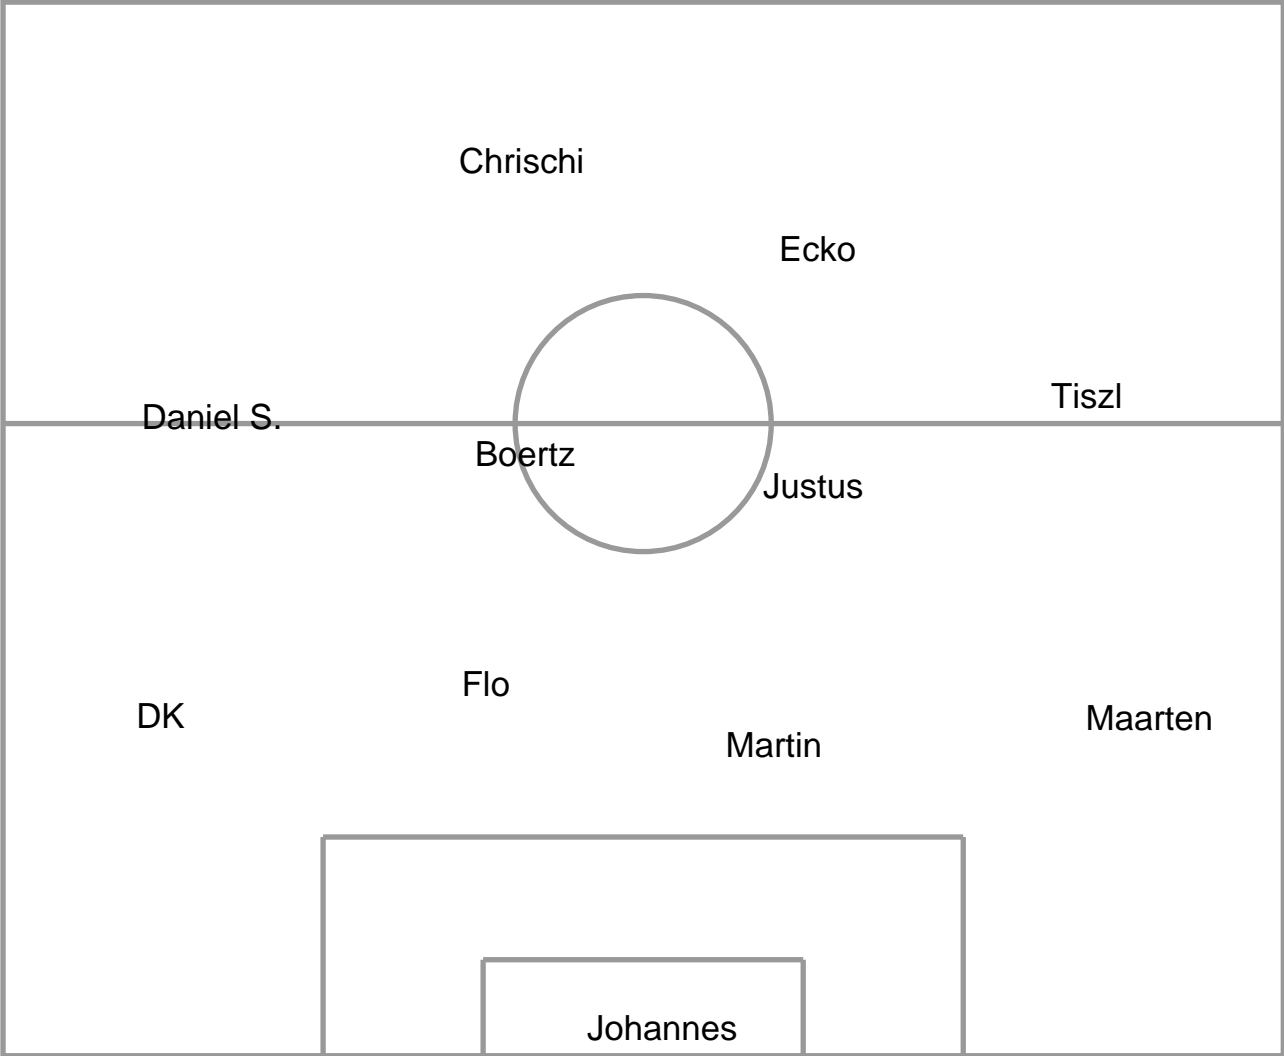 Chrischi
Ecko
Tiszl
Daniel S.
Boertz
Justus
Flo
DK
Maarten
Martin
Johannes